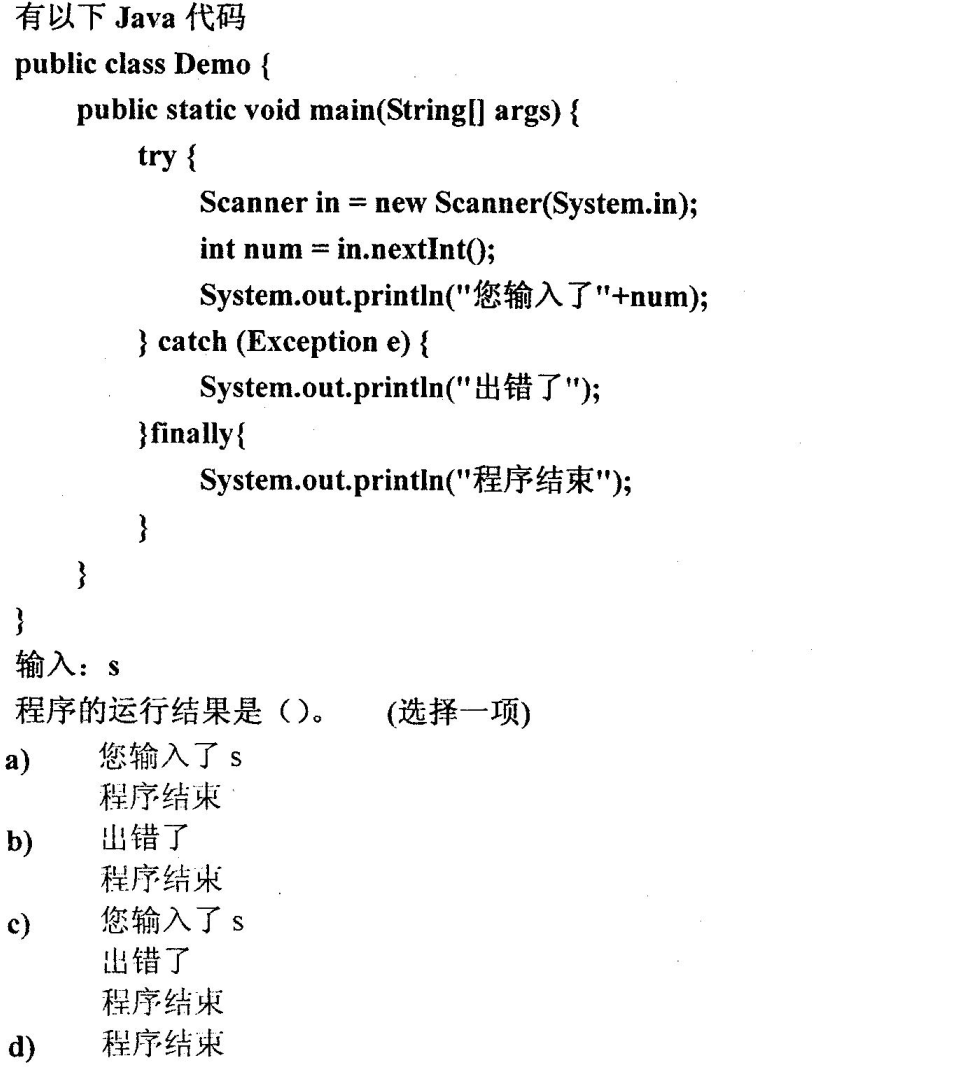 有以下 Java 代码
public class Demo {
public static void main(String[] args) {
try {
Scanner in = new Scanner(System.in);
int num = in.nextInt();
System.out.println("您输入了"+num);
} catch (Exception e) {
System.out.println("出错了");
}finally{
System.out.println("程序结束");
}
}
}
输入：s
程序的运行结果是（）。 (选择一项)
a) 您输入了 s
程序结束
b) 出错了
程序结束
c) 您输入了 s
出错了
程序结束
d) 程序结束